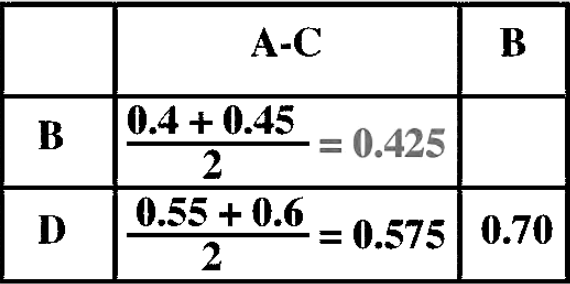 A-C B
B 0.4 + 0.45 / 2 = 0.425
D 0.55 + 0.6 / 2 = 0.575 0.70